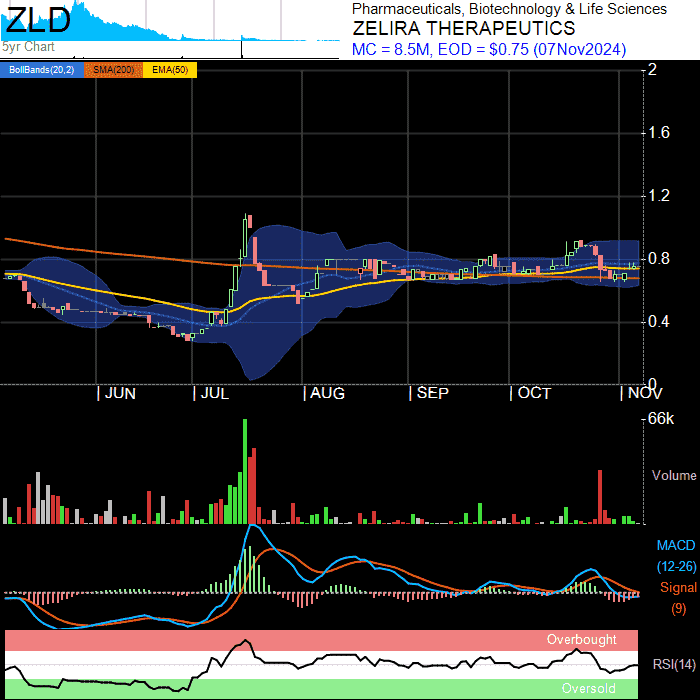 ZLD
5yr Chart
Pharmaceuticals, Biotechnology & Life Sciences
ZELIRA THERAPEUTICS
MC = 8.5M, EOD = $0.75 (07Nov2024)
BollBands(20,2) SMA(200) EMA(50)
2
1.6
1.2
0.8
0.4
0
JUN JUL AUG SEP OCT NOV
66k
Volume
MACD
(12-26)
Signal
(9)
Overbought
RSI(14)
Oversold